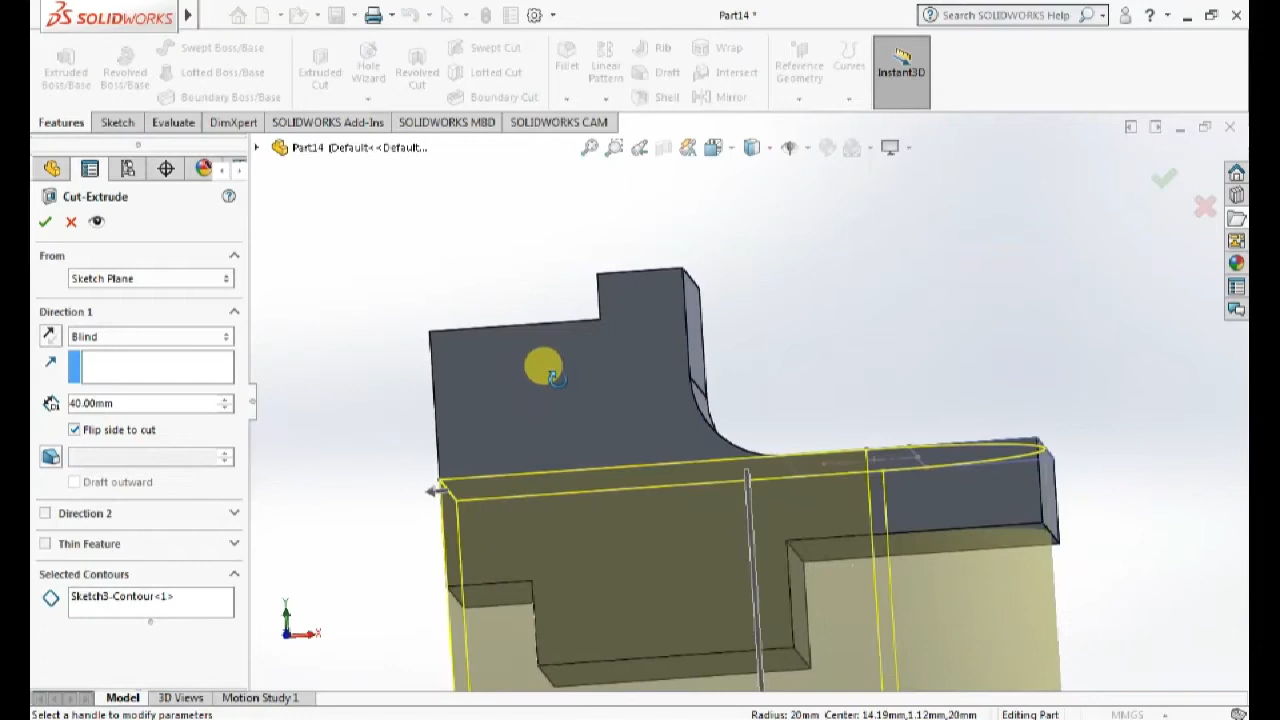 SOLIDWORKS
Part14 *
Search SOLIDWORKS Help
Extruded Boss/Base
Revolved Boss/Base
Swept Boss/Base
Lofted Boss/Base
Boundary Boss/Base
Extruded Cut
Hole Wizard
Revolved Cut
Swept Cut
Lofted Cut
Boundary Cut
Fillet
Linear Pattern
Rib
Draft
Shell
Wrap
Intersect
Mirror
Reference Geometry
Curves
Instant3D
Features
Sketch
Evaluate
DimXpert
SOLIDWORKS Add-Ins
SOLIDWORKS MBD
SOLIDWORKS CAM
Part14 (Default<<Default...
Cut-Extrude
From
Sketch Plane
Direction 1
Blind
40.00mm
Flip side to cut
Draft outward
Direction 2
Thin Feature
Selected Contours
Sketch3-Contour<1>
Y
X
Model
3D Views
Motion Study 1
Select a handle to modify parameters
Radius: 20mm Center: 14.19mm,1.12mm,20mm
Editing Part
MMGS